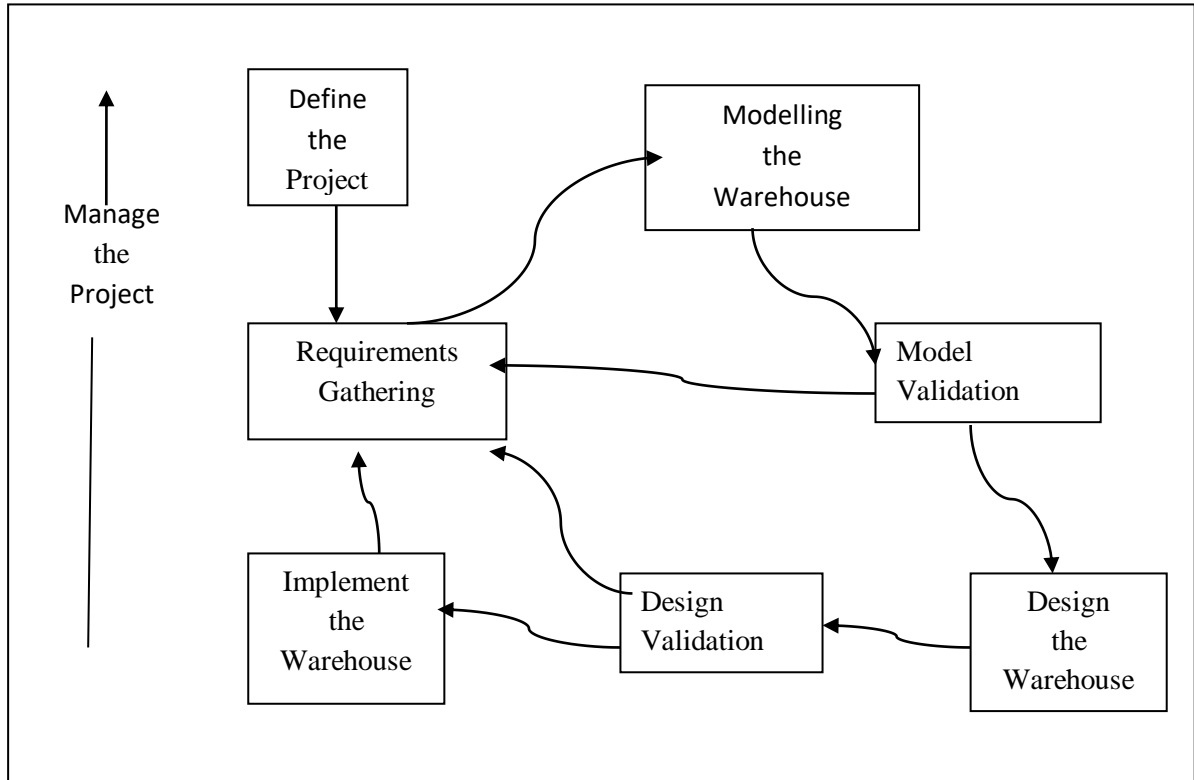 Define
the
Project
Modelling
the
Warehouse
Manage
the
Project
Requirements
Gathering
Model
Validation
Implement
the
Warehouse
Design
Validation
Design
the
Warehouse